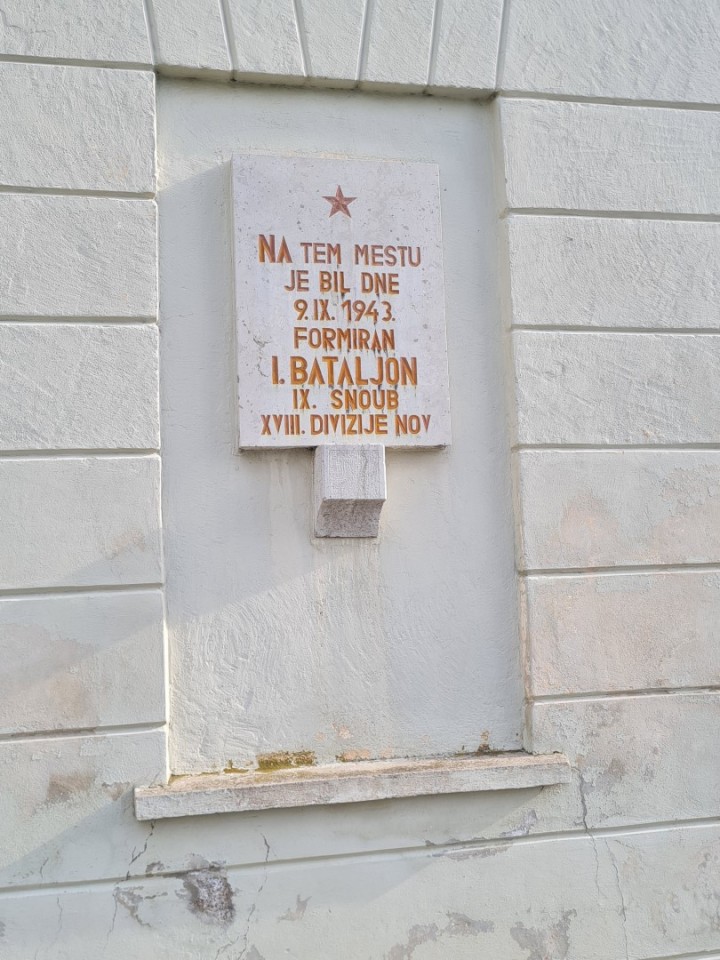 NA TEM MESTU
JE BIL DNE
9. IX. 1943.
FORMIRAN
I. BATALJON
IX. SNOUB
XVIII. DIVIZIJE NOV